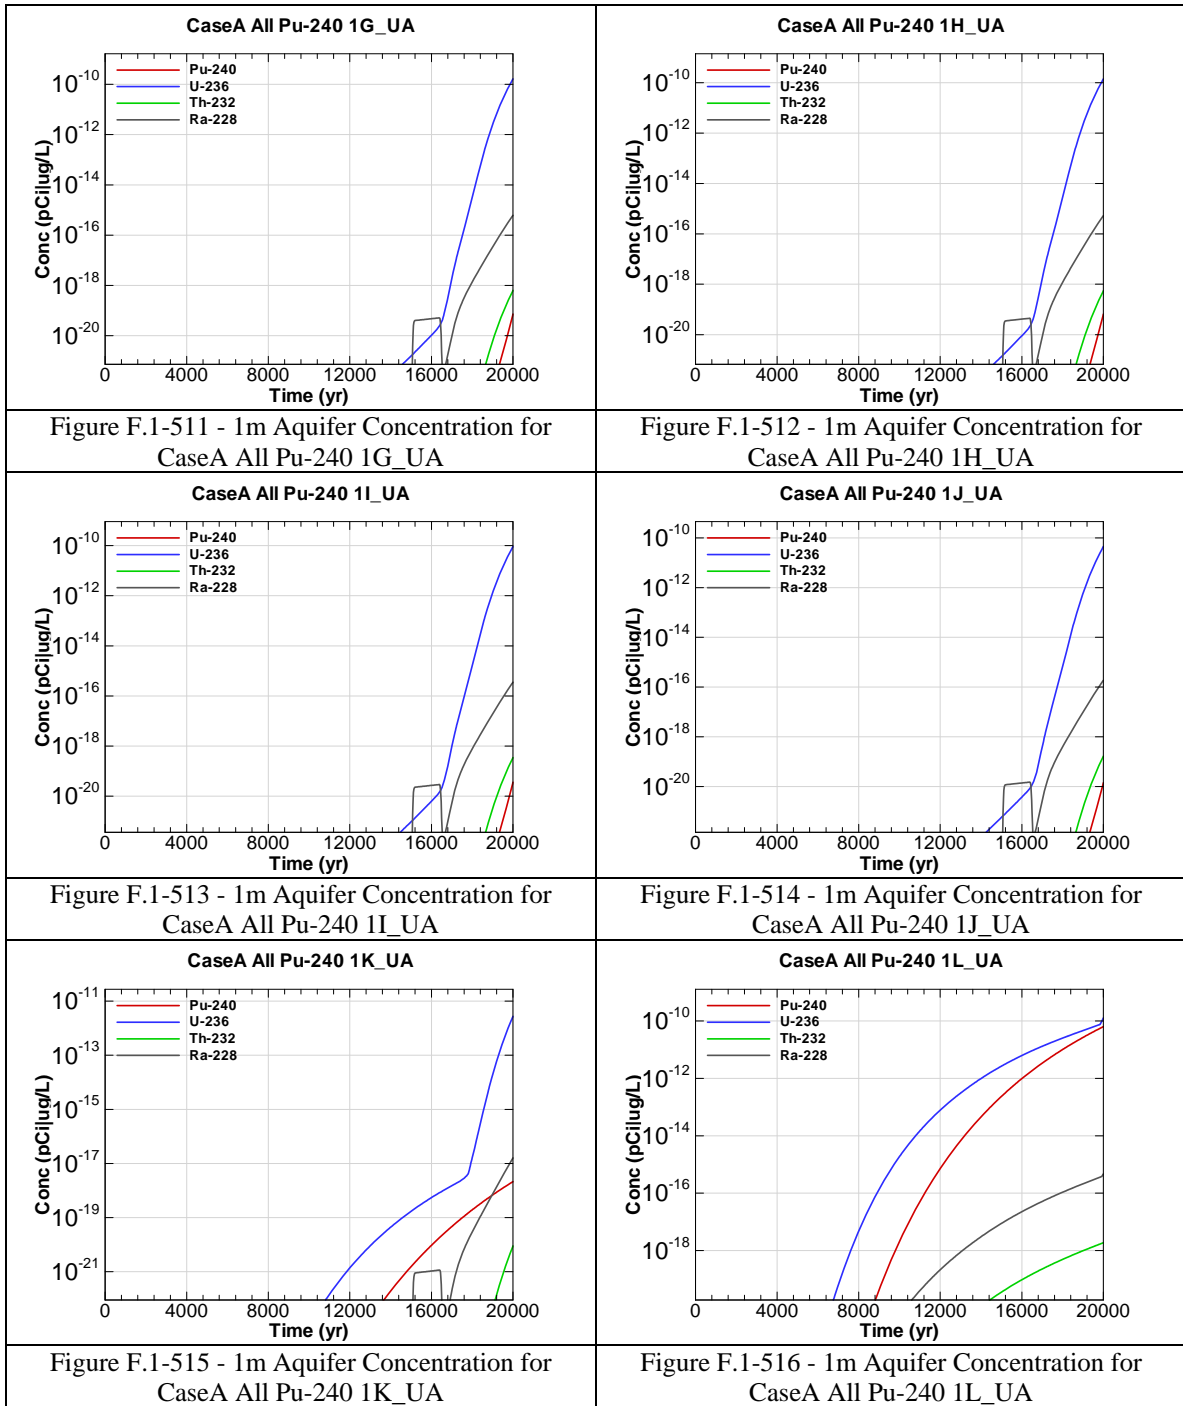 CaseA All Pu-240 1G_UA
Pu-240
U-236
Th-232
Ra-228
10-10
10-12
10-14
10-16
10-18
10-20
Conc (pCi|ug/L)
0 4000 8000 12000 16000 20000
Time (yr)
Figure F.1-511 - 1m Aquifer Concentration for
CaseA All Pu-240 1G_UA
CaseA All Pu-240 1H_UA
Pu-240
U-236
Th-232
Ra-228
10-10
10-12
10-14
10-16
10-18
10-20
Conc (pCi|ug/L)
0 4000 8000 12000 16000 20000
Time (yr)
Figure F.1-512 - 1m Aquifer Concentration for
CaseA All Pu-240 1H_UA
CaseA All Pu-240 1I_UA
Pu-240
U-236
Th-232
Ra-228
10-10
10-12
10-14
10-16
10-18
10-20
Conc (pCi|ug/L)
0 4000 8000 12000 16000 20000
Time (yr)
Figure F.1-513 - 1m Aquifer Concentration for
CaseA All Pu-240 1I_UA
CaseA All Pu-240 1J_UA
Pu-240
U-236
Th-232
Ra-228
10-10
10-12
10-14
10-16
10-18
10-20
Conc (pCi|ug/L)
0 4000 8000 12000 16000 20000
Time (yr)
Figure F.1-514 - 1m Aquifer Concentration for
CaseA All Pu-240 1J_UA
CaseA All Pu-240 1K_UA
Pu-240
U-236
Th-232
Ra-228
10-11
10-13
10-15
10-17
10-19
10-21
Conc (pCi|ug/L)
0 4000 8000 12000 16000 20000
Time (yr)
Figure F.1-515 - 1m Aquifer Concentration for
CaseA All Pu-240 1K_UA
CaseA All Pu-240 1L_UA
Pu-240
U-236
Th-232
Ra-228
10-10
10-12
10-14
10-16
10-18
Conc (pCi|ug/L)
0 4000 8000 12000 16000 20000
Time (yr)
Figure F.1-516 - 1m Aquifer Concentration for
CaseA All Pu-240 1L_UA